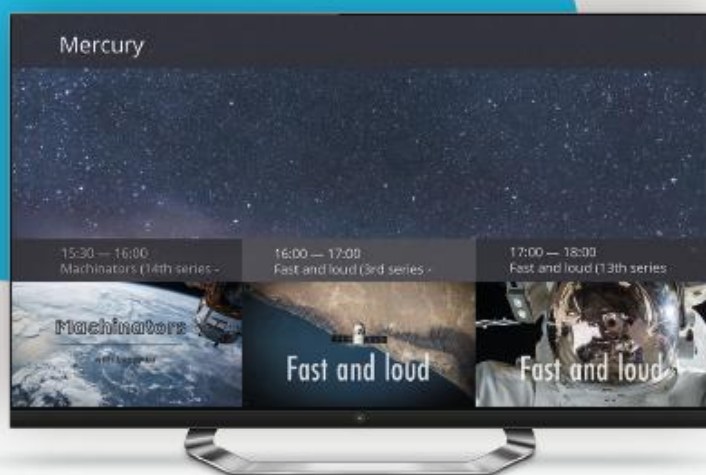 Mercury
15:30 — 16:00
Machinators (14th series -
16:00 — 17:00
Fast and loud (3rd series -
17:00 — 18:00
Fast and loud (13th series
Machinators
Fast and loud
Fast and loud